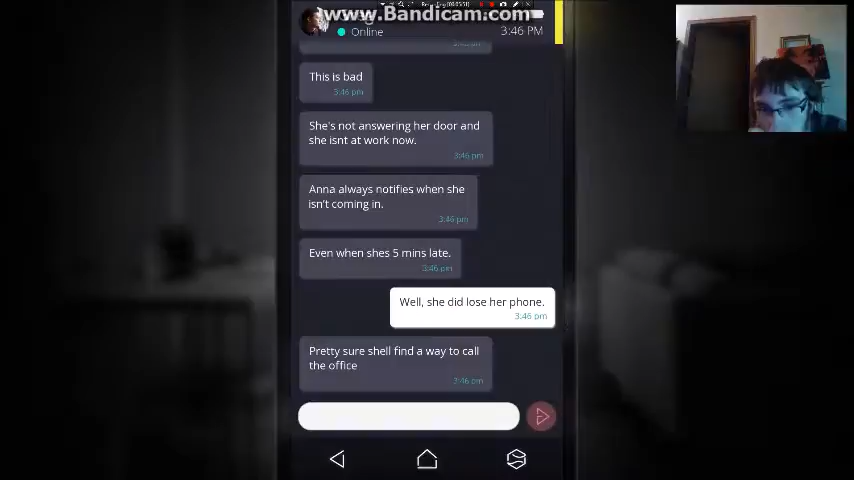 www.Bandicam.com
Online
3:46 PM
This is bad
3:46 pm
She's not answering her door and
she isnt at work now.
3:46 pm
Anna always notifies when she
isn't coming in.
3:46 pm
Even when shes 5 mins late.
3:46 pm
Well, she did lose her phone.
3:46 pm
Pretty sure shell find a way to call
the office
3:46 pm